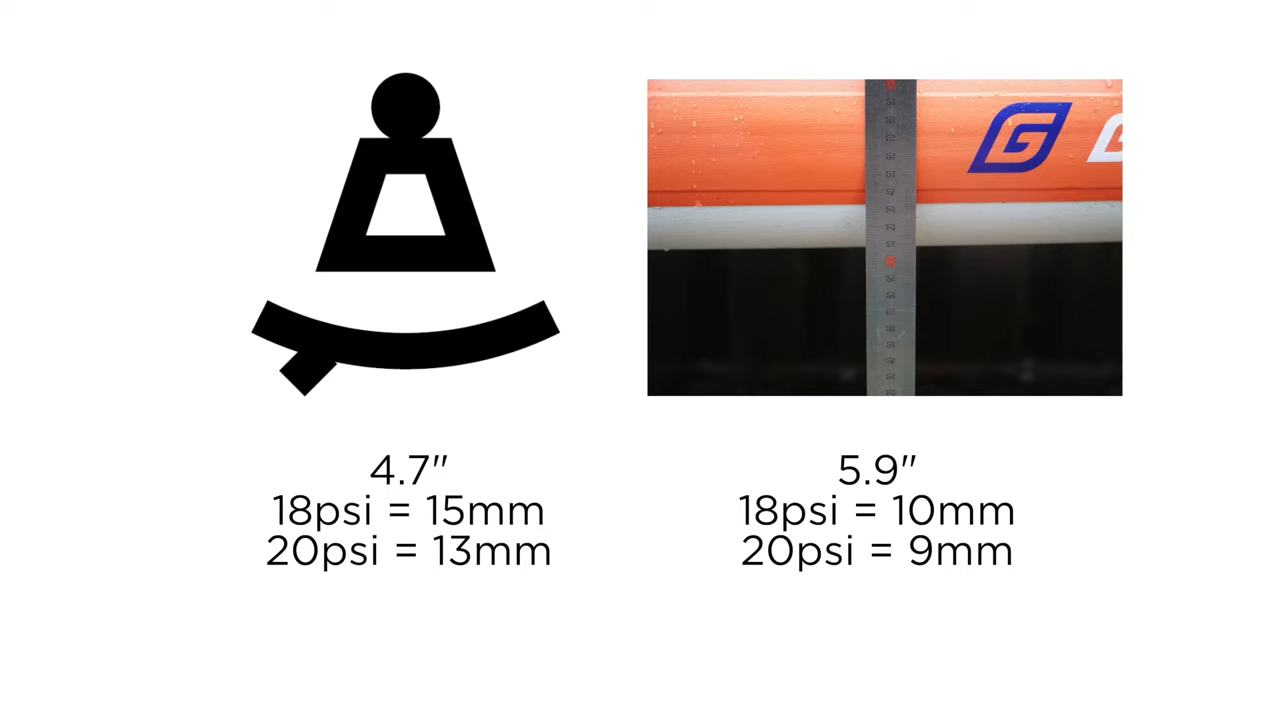 4.7"
18psi = 15mm
20psi = 13mm
5.9"
18psi = 10mm
20psi = 9mm